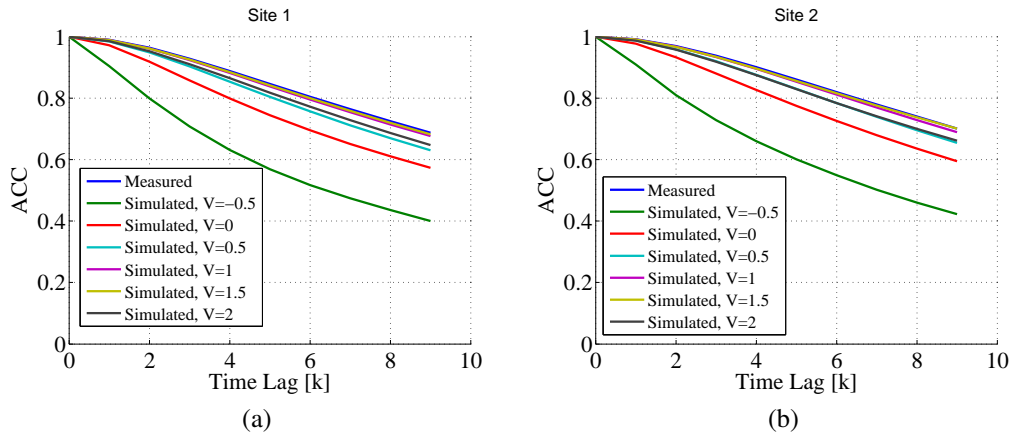 Site 1
1
0.8
0.6
0.4
0.2
0
ACC
Measured
Simulated, V=−0.5
Simulated, V=0
Simulated, V=0.5
Simulated, V=1
Simulated, V=1.5
Simulated, V=2
0 2 4 6 8 10
Time Lag [k]
(a)
Site 2
1
0.8
0.6
0.4
0.2
0
ACC
Measured
Simulated, V=−0.5
Simulated, V=0
Simulated, V=0.5
Simulated, V=1
Simulated, V=1.5
Simulated, V=2
0 2 4 6 8 10
Time Lag [k]
(b)